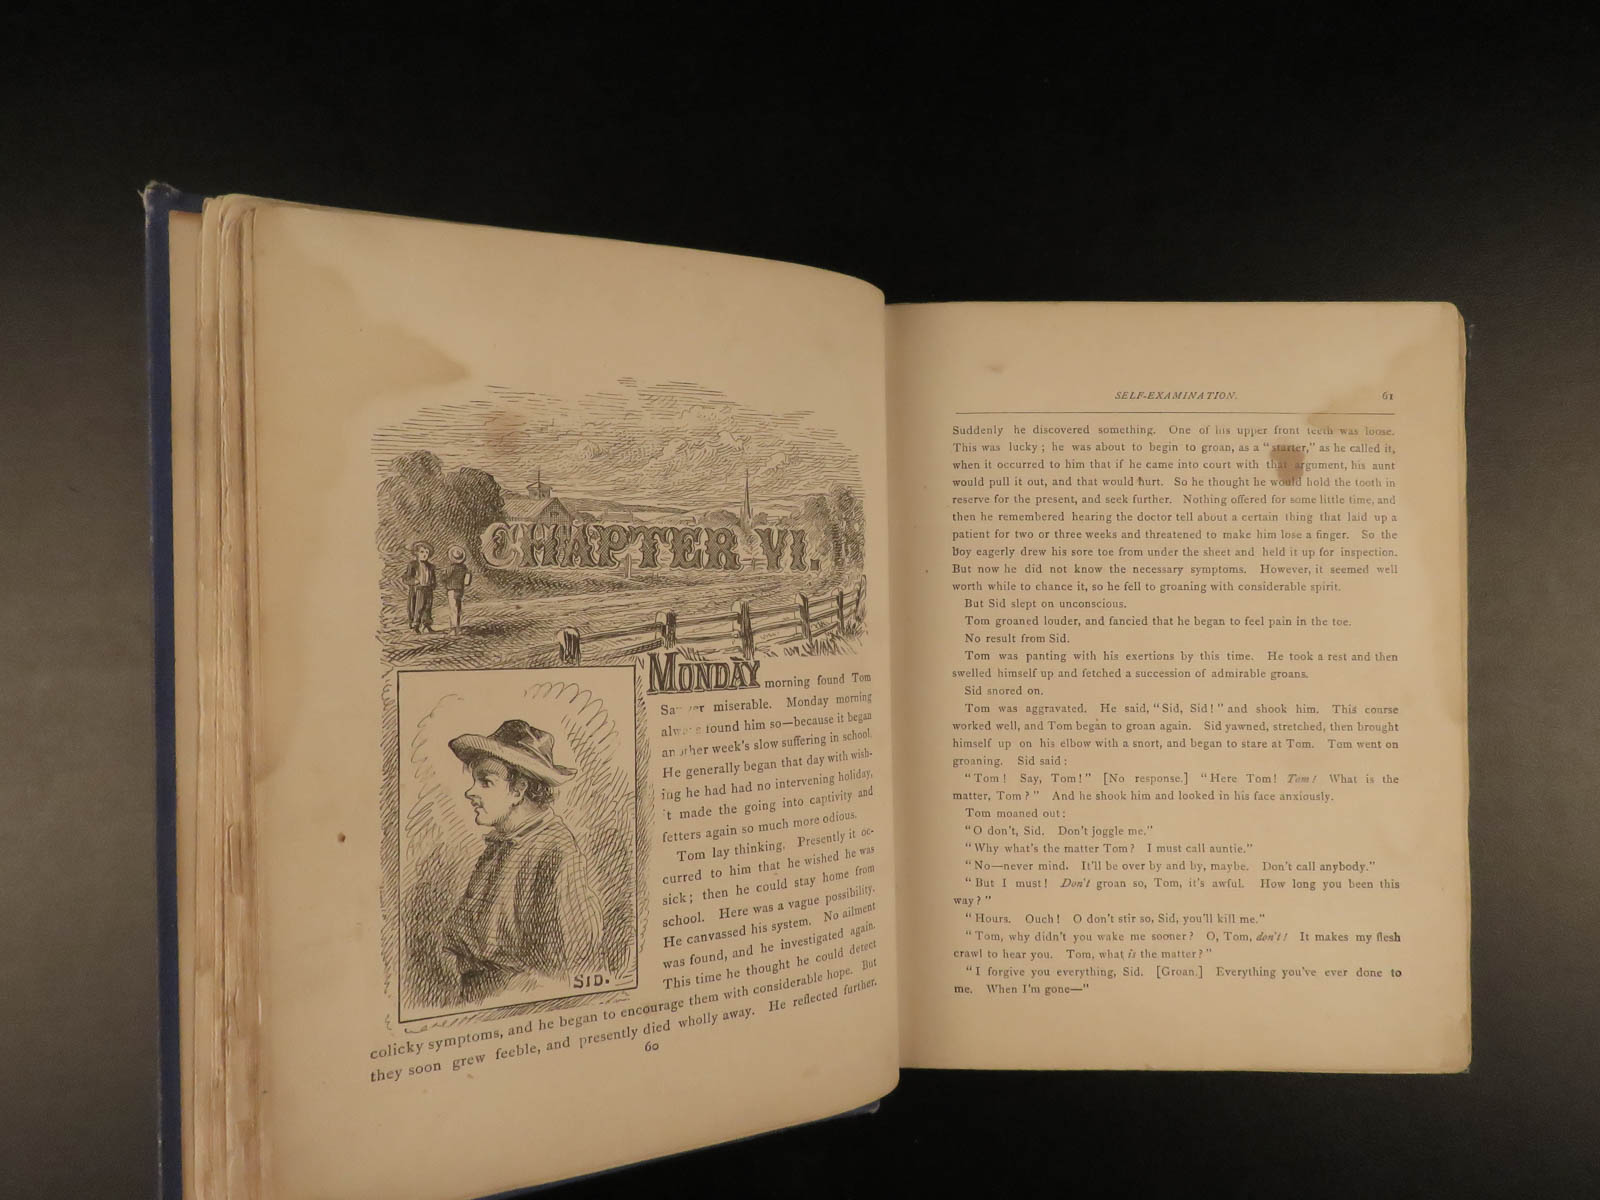 CHAPTER VI.
MONDAY
morning found Tom
miserable. Monday morning
found him so—because it began
week's slow suffering in school.
He generally began that day with wish-
ing he had had no intervening holiday,
it made the going into captivity and
fetters again so much more odious.
Tom lay thinking. Presently it oc-
curred to him that he wished he was
sick; then he could stay home from
school. Here was a vague possibility.
He canvassed his system. No ailment
was found, and he investigated again.
This time he thought he could detect
SID.
colicky symptoms, and he began to encourage them with considerable hope. But
they soon grew feeble, and presently died wholly away. He reflected further.
60
SELF-EXAMINATION. 61
Suddenly he discovered something. One of his upper front teeth was loose.
This was lucky; he was about to begin to groan, as a "starter," as he called it,
when it occurred to him that if he came into court with that argument, his aunt
would pull it out, and that would hurt. So he thought he would hold the tooth in
reserve for the present, and seek further. Nothing offered for some little time, and
then he remembered hearing the doctor tell about a certain thing that laid up a
patient for two or three weeks and threatened to make him lose a finger. So the
boy eagerly drew his sore toe from under the sheet and held it up for inspection.
But now he did not know the necessary symptoms. However, it seemed well
worth while to chance it, so he fell to groaning with considerable spirit.
But Sid slept on unconscious.
Tom groaned louder, and fancied that he began to feel pain in the toe.
No result from Sid.
Tom was panting with his exertions by this time. He took a rest and then
swelled himself up and fetched a succession of admirable groans.
Sid snored on.
Tom was aggravated. He said, "Sid, Sid!" and shook him. This course
worked well, and Tom began to groan again. Sid yawned, stretched, then brought
himself up on his elbow with a snort, and began to stare at Tom. Tom went on
groaning. Sid said:
"Tom! Say, Tom!" [No response.] "Here Tom! Tom! What is the
matter, Tom?" And he shook him and looked in his face anxiously.
Tom moaned out:
"O don't, Sid. Don't joggle me."
"Why what's the matter Tom? I must call auntie."
"No—never mind. It'll be over by and by, maybe. Don't call anybody."
"But I must! Don't groan so, Tom, it's awful. How long you been this
way?"
"Hours. Ouch! O don't stir so, Sid, you'll kill me."
"Tom, why didn't you wake me sooner? O, Tom, don't! It makes my flesh
crawl to hear you. Tom, what is the matter?"
"I forgive you everything, Sid. [Groan.] Everything you've ever done to
me. When I'm gone—"